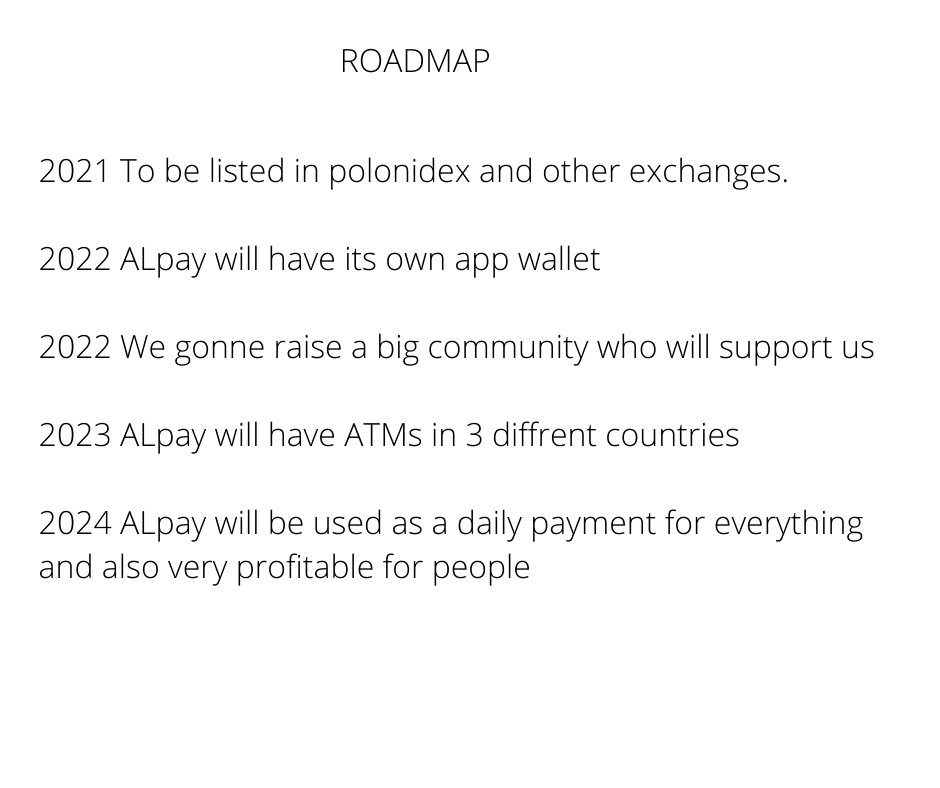 ROADMAP
2021 To be listed in polonidex and other exchanges.
2022 ALpay will have its own app wallet
2022 We gonne raise a big community who will support us
2023 ALpay will have ATMs in 3 diffrent countries
2024 ALpay will be used as a daily payment for everything
and also very profitable for people